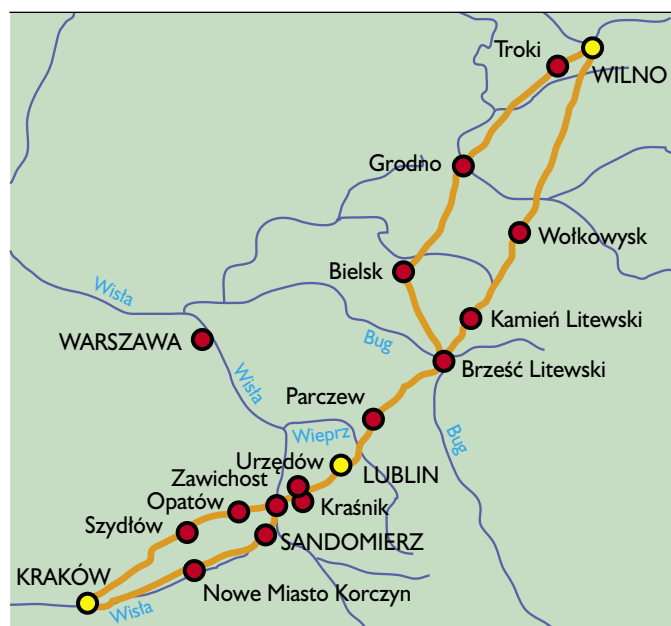 Troki
WILNO
Grodno
Wołkowysk
Bielsk
Wisła
Kamień Litewski
WARSZAWA
Bug
Brześć Litewski
Wisła
Parczew
Wieprz
Bug
Urzędów
LUBLIN
Zawichost
Opatów
Kraśnik
Szydłów
SANDOMIERZ
KRAKÓW
Nowe Miasto Korczyn
Wisła